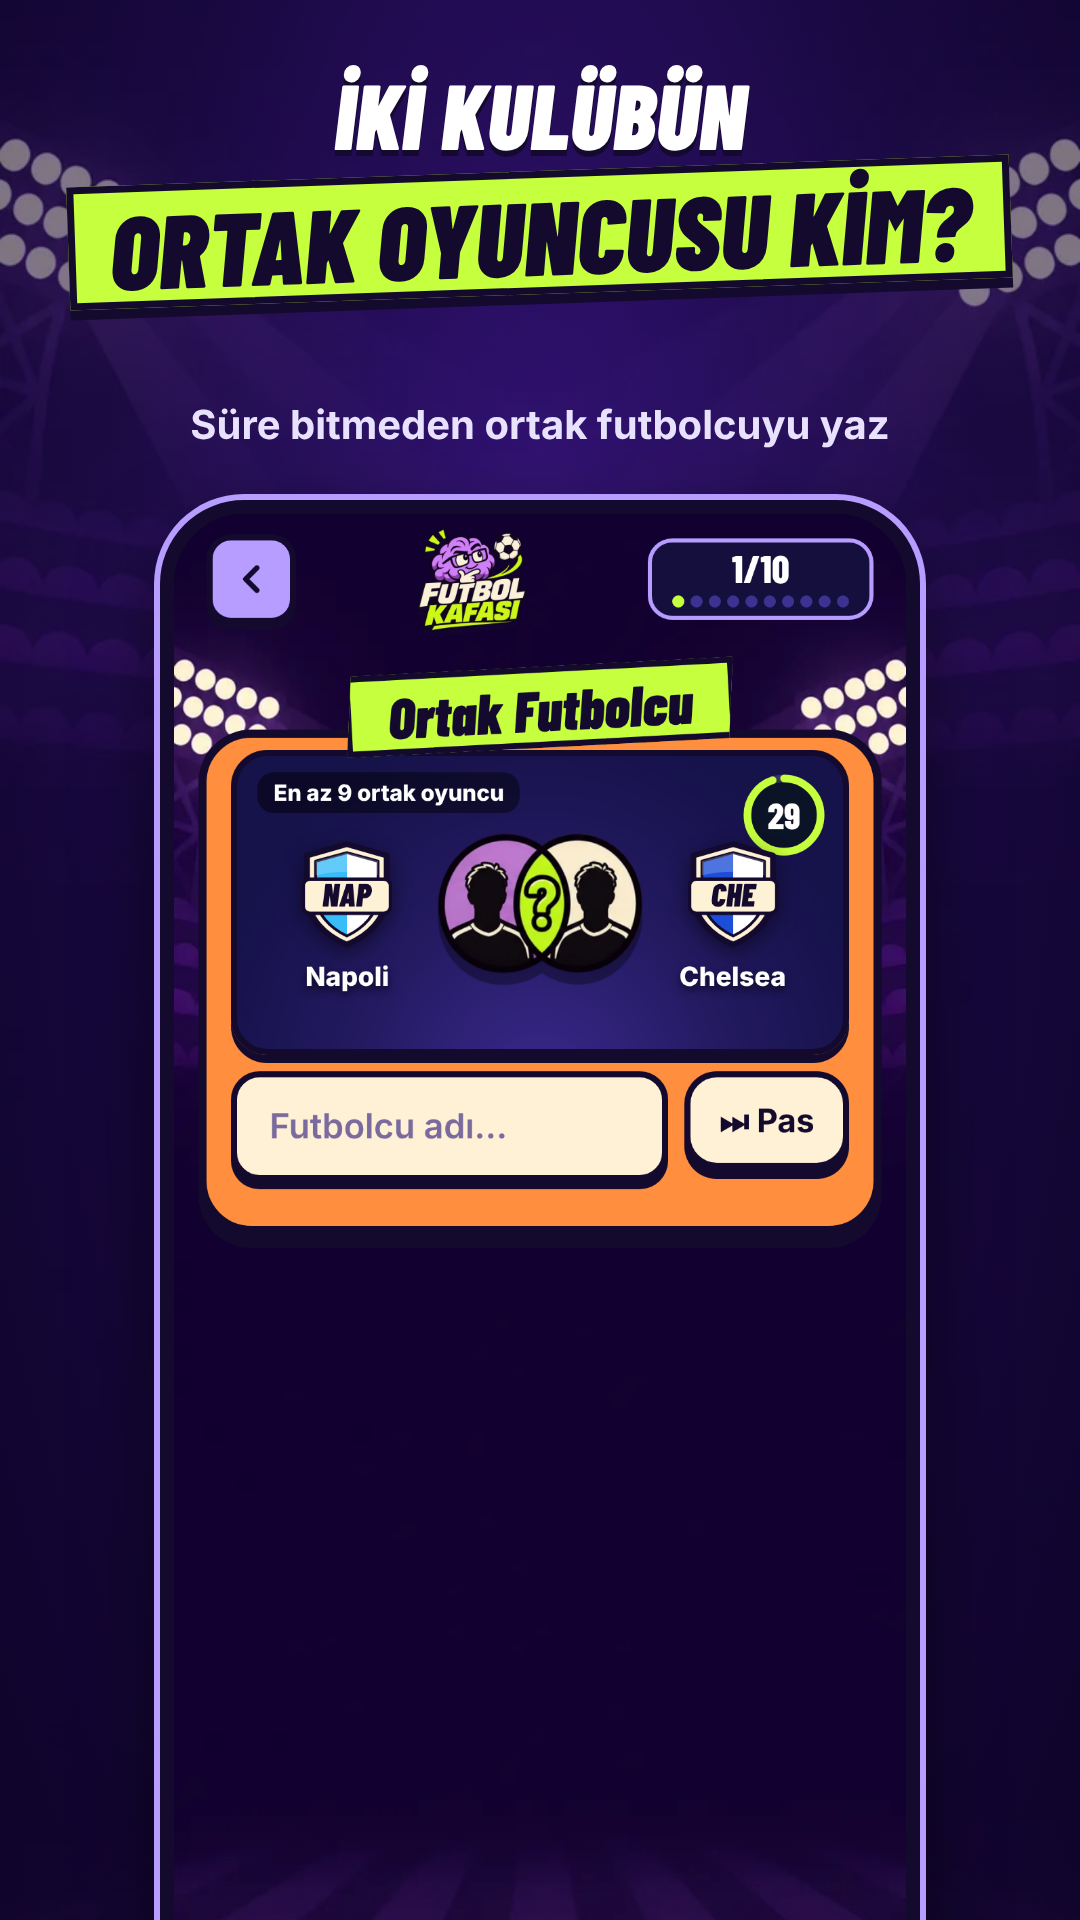 İKİ KULÜBÜN
ORTAK OYUNCUSU KİM?
Süre bitmeden ortak futbolcuyu yaz
FUTBOL
KAFASI
1/10
Ortak Futbolcu
En az 9 ortak oyuncu
29
NAP
?
CHE
Napoli
Chelsea
Futbolcu adı...
Pas